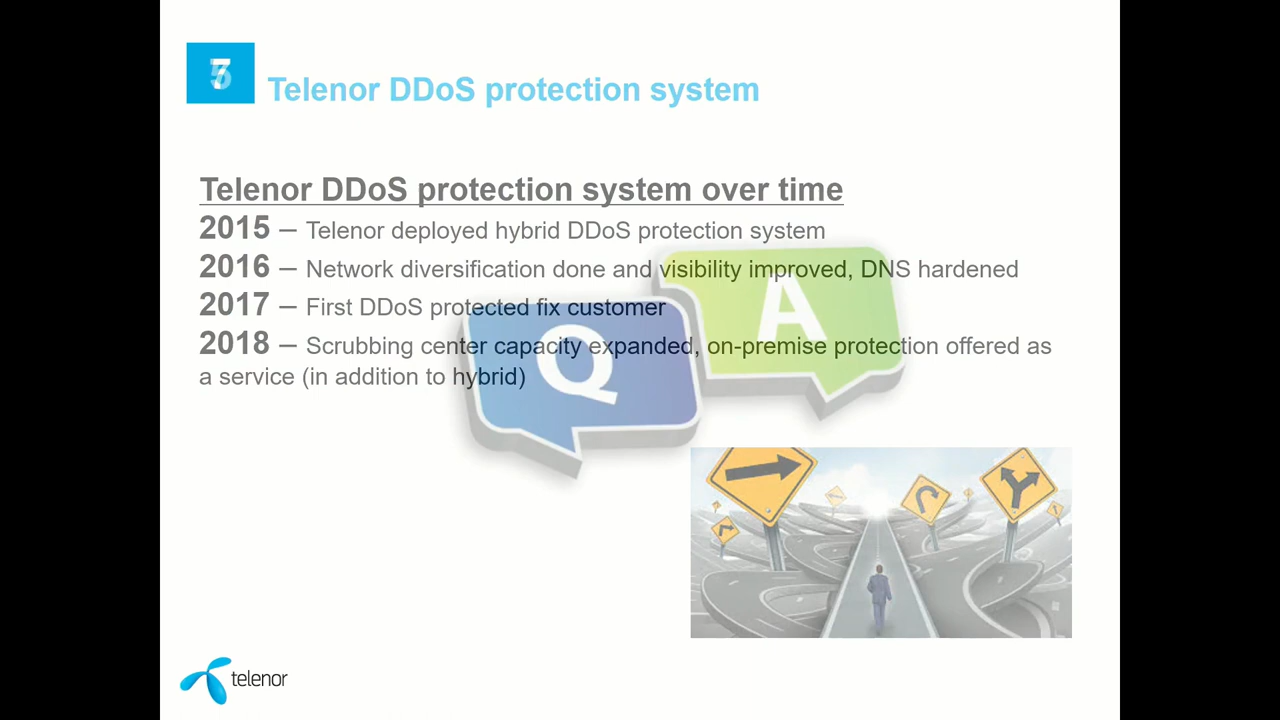 Telenor DDoS protection system
Telenor DDoS protection system over time
2015 – Telenor deployed hybrid DDoS protection system
2016 – Network diversification done and visibility improved, DNS hardened
2017 – First DDoS protected fix customer
2018 – Scrubbing center capacity expanded, on-premise protection offered as
a service (in addition to hybrid)
Q
A
telenor